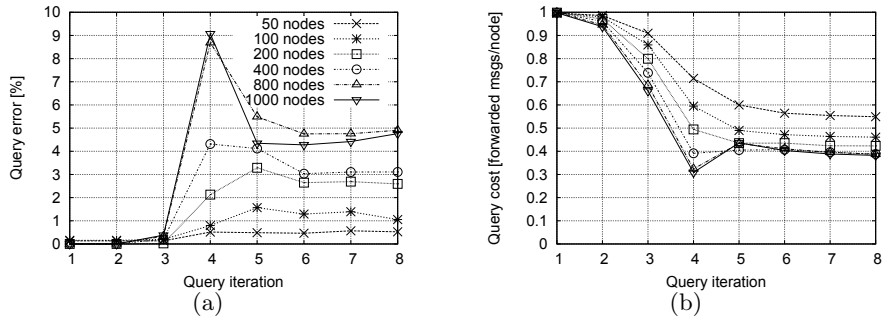 Query error [%]
10
9
8
7
6
5
4
3
2
1
0
50 nodes
100 nodes
200 nodes
400 nodes
800 nodes
1000 nodes
1 2 3 4 5 6 7 8
Query iteration
(a)
Query cost [forwarded msgs/node]
1
0.9
0.8
0.7
0.6
0.5
0.4
0.3
0.2
0.1
0
1 2 3 4 5 6 7 8
Query iteration
(b)